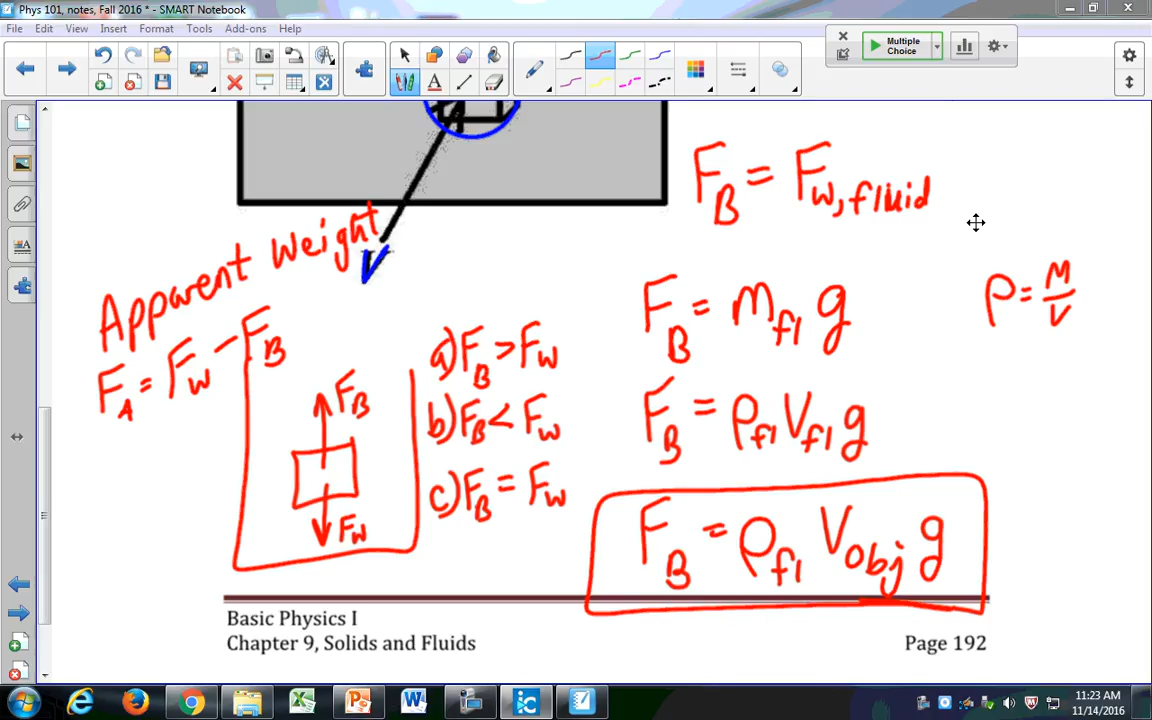 Phys 101, notes, Fall 2016 * - SMART Notebook
File Edit View Insert Format Tools Add-ons Help
Multiple
Choice
F_B = F_W,fluid
V
Apparent Weight
F_A = F_W - F_B
F_B
F_W
a) F_B > F_W
b) F_B < F_W
c) F_B = F_W
F_B = m_fl g
ρ = M/V
F_B = ρ_fl V_fl g
F_B = ρ_fl V_obj g
Basic Physics I
Chapter 9, Solids and Fluids
Page 192
11:23 AM
11/14/2016